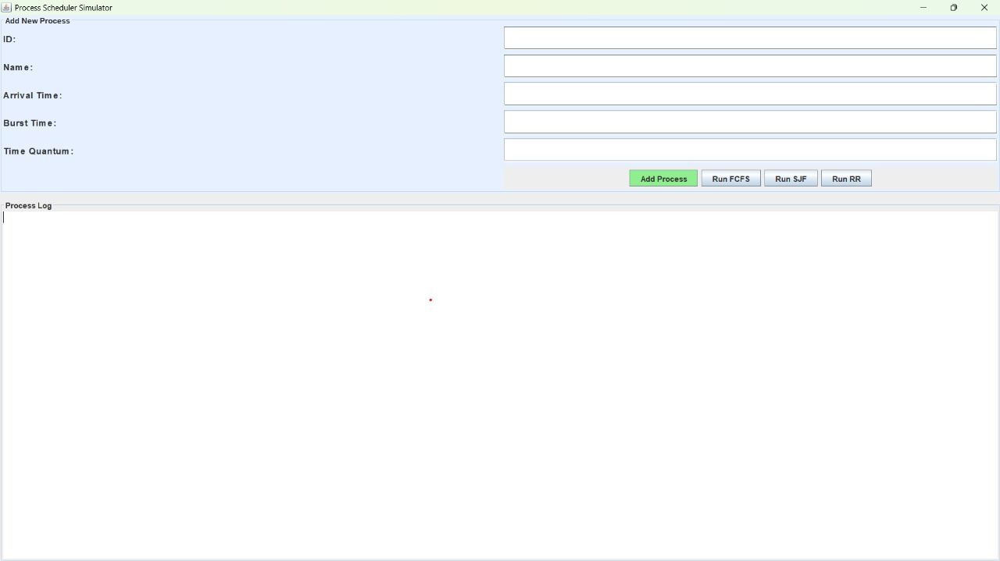 Process Scheduler Simulator
Add New Process
ID:
Name:
Arrival Time:
Burst Time:
Time Quantum:
Add Process Run FCFS Run SJF Run RR
Process Log